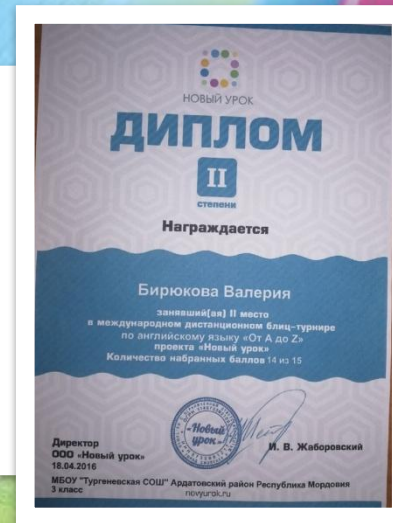 НОВЫЙ УРОК
ДИПЛОМ
II
степени
Награждается
Бирюкова Валерия
занявший(ая) II место
в международном дистанционном блиц-турнире
по английскому языку «От А до Z»
проекта «Новый урок»
Количество набранных баллов 14 из 15
«Новый
урок»
Директор
ООО «Новый урок»
И. В. Жаборовский
18.04.2016
МБОУ "Тургеневская СОШ" Ардатовский район Республика Мордовия
3 класс
novyurok.ru